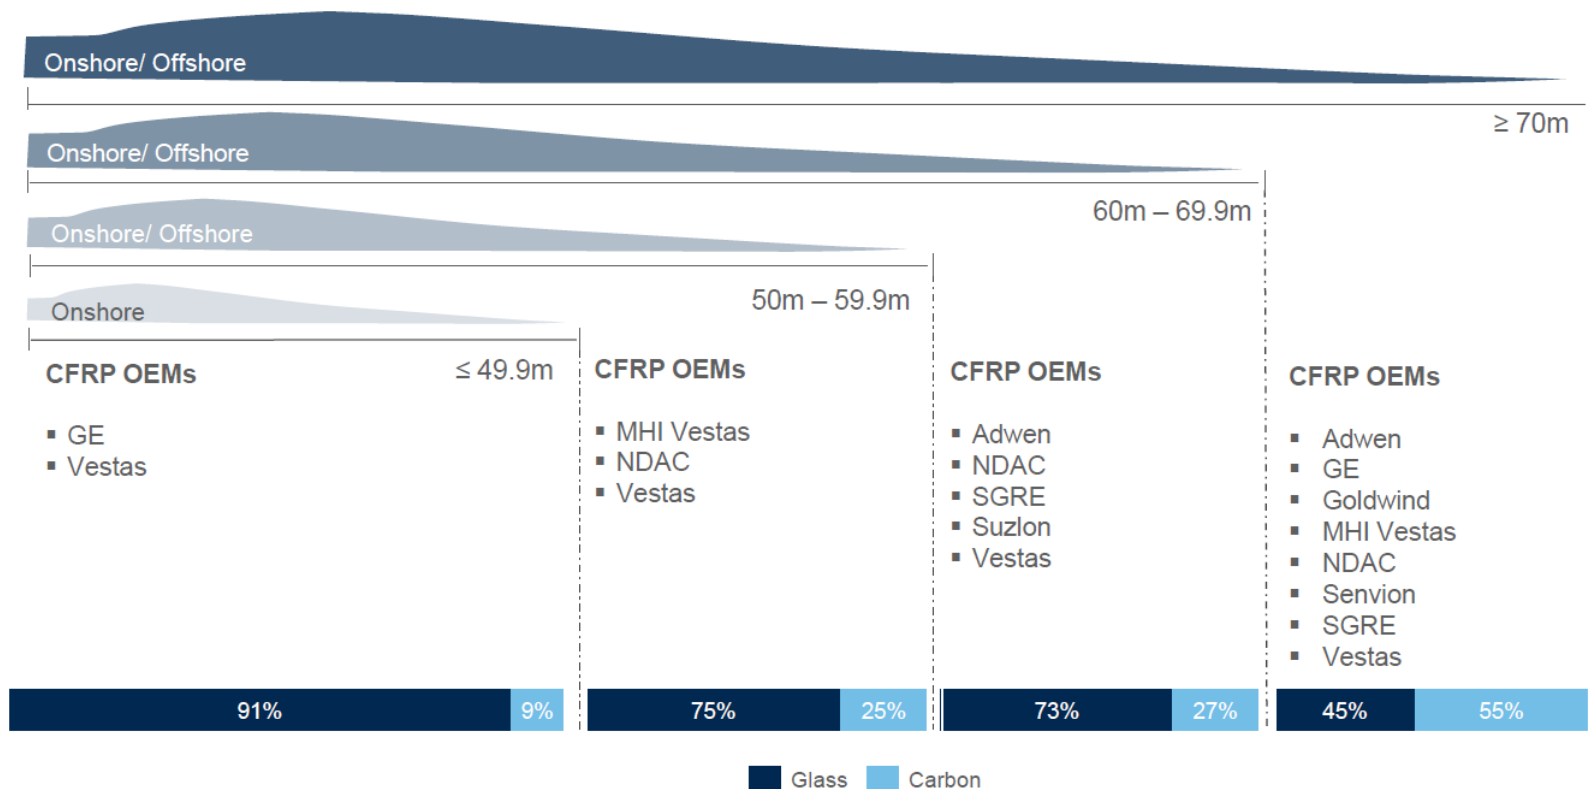 Onshore/ Offshore
≥ 70m
Onshore/ Offshore
60m – 69.9m
Onshore/ Offshore
50m – 59.9m
Onshore
≤ 49.9m
CFRP OEMs
▪ GE
▪ Vestas
CFRP OEMs
▪ MHI Vestas
▪ NDAC
▪ Vestas
CFRP OEMs
▪ Adwen
▪ NDAC
▪ SGRE
▪ Suzlon
▪ Vestas
CFRP OEMs
▪ Adwen
▪ GE
▪ Goldwind
▪ MHI Vestas
▪ NDAC
▪ Senvion
▪ SGRE
▪ Vestas
91% 9% 75% 25% 73% 27% 45% 55%
Glass Carbon